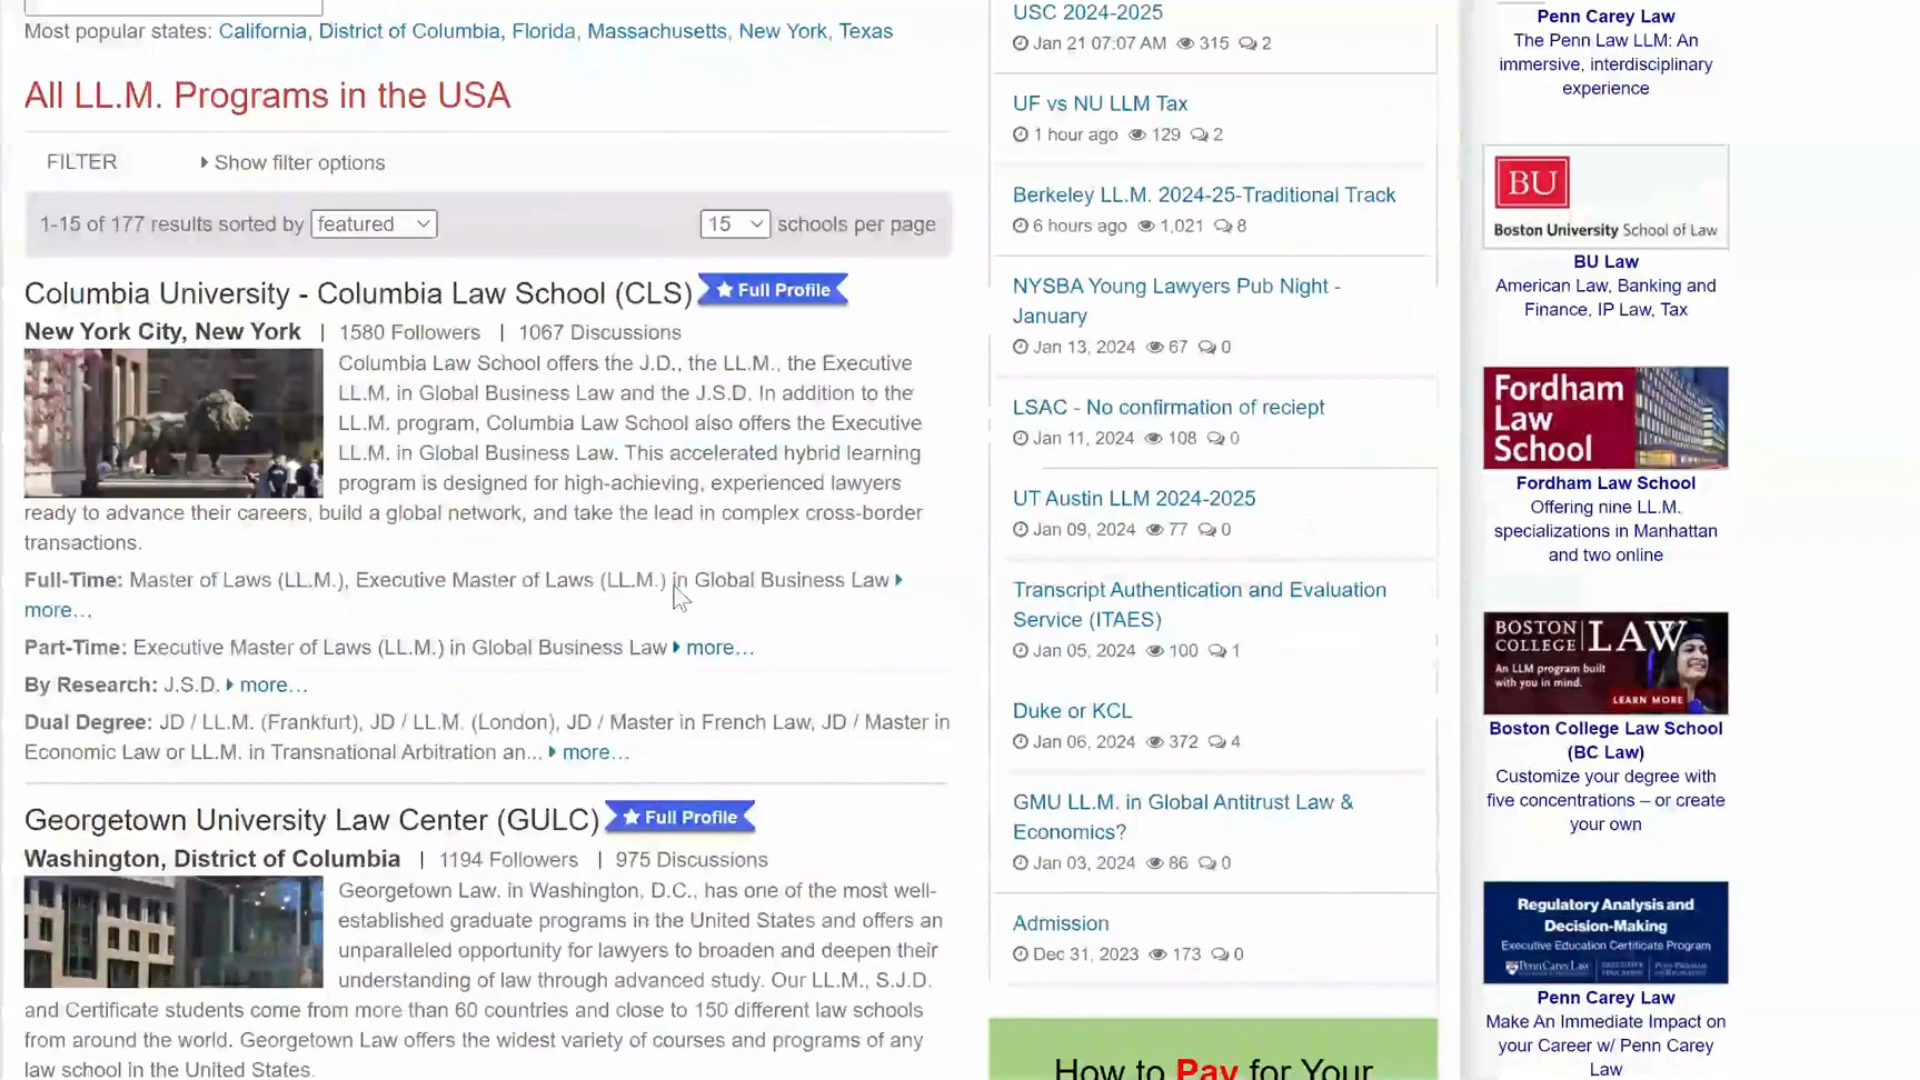 Most popular states: California, District of Columbia, Florida, Massachusetts, New York, Texas
All LL.M. Programs in the USA
FILTER
Show filter options
1-15 of 177 results sorted by featured
15 schools per page
Columbia University - Columbia Law School (CLS)
Full Profile
New York City, New York | 1580 Followers | 1067 Discussions
Columbia Law School offers the J.D., the LL.M., the Executive
LL.M. in Global Business Law and the J.S.D. In addition to the
LL.M. program, Columbia Law School also offers the Executive
LL.M. in Global Business Law. This accelerated hybrid learning
program is designed for high-achieving, experienced lawyers
ready to advance their careers, build a global network, and take the lead in complex cross-border
transactions.
Full-Time: Master of Laws (LL.M.), Executive Master of Laws (LL.M.) in Global Business Law
more...
Part-Time: Executive Master of Laws (LL.M.) in Global Business Law more...
By Research: J.S.D. more...
Dual Degree: JD / LL.M. (Frankfurt), JD / LL.M. (London), JD / Master in French Law, JD / Master in
Economic Law or LL.M. in Transnational Arbitration an... more...
Georgetown University Law Center (GULC)
Full Profile
Washington, District of Columbia | 1194 Followers | 975 Discussions
Georgetown Law, in Washington, D.C., has one of the most well-
established graduate programs in the United States and offers an
unparalleled opportunity for lawyers to broaden and deepen their
understanding of law through advanced study. Our LL.M., S.J.D.
and Certificate students come from more than 60 countries and close to 150 different law schools
from around the world. Georgetown Law offers the widest variety of courses and programs of any
law school in the United States.
USC 2024-2025
Jan 21 07:07 AM 315 2
UF vs NU LLM Tax
1 hour ago 129 2
Berkeley LL.M. 2024-25-Traditional Track
6 hours ago 1,021 8
NYSBA Young Lawyers Pub Night -
January
Jan 13, 2024 67 0
LSAC - No confirmation of reciept
Jan 11, 2024 108 0
UT Austin LLM 2024-2025
Jan 09, 2024 77 0
Transcript Authentication and Evaluation
Service (ITAES)
Jan 05, 2024 100 1
Duke or KCL
Jan 06, 2024 372 4
GMU LL.M. in Global Antitrust Law &
Economics?
Jan 03, 2024 86 0
Admission
Dec 31, 2023 173 0
How to Pay for Your
Penn Carey Law
The Penn Law LLM: An
immersive, interdisciplinary
experience
BU
Boston University School of Law
BU Law
American Law, Banking and
Finance, IP Law, Tax
Fordham
Law
School
Fordham Law School
Offering nine LL.M.
specializations in Manhattan
and two online
BOSTON
COLLEGE
LAW
An LLM program built
with you in mind.
LEARN MORE
Boston College Law School
(BC Law)
Customize your degree with
five concentrations – or create
your own
Regulatory Analysis and
Decision-Making
Executive Education Certificate Program
Penn Carey Law
Penn Carey Law
Make An Immediate Impact on
your Career w/ Penn Carey
Law